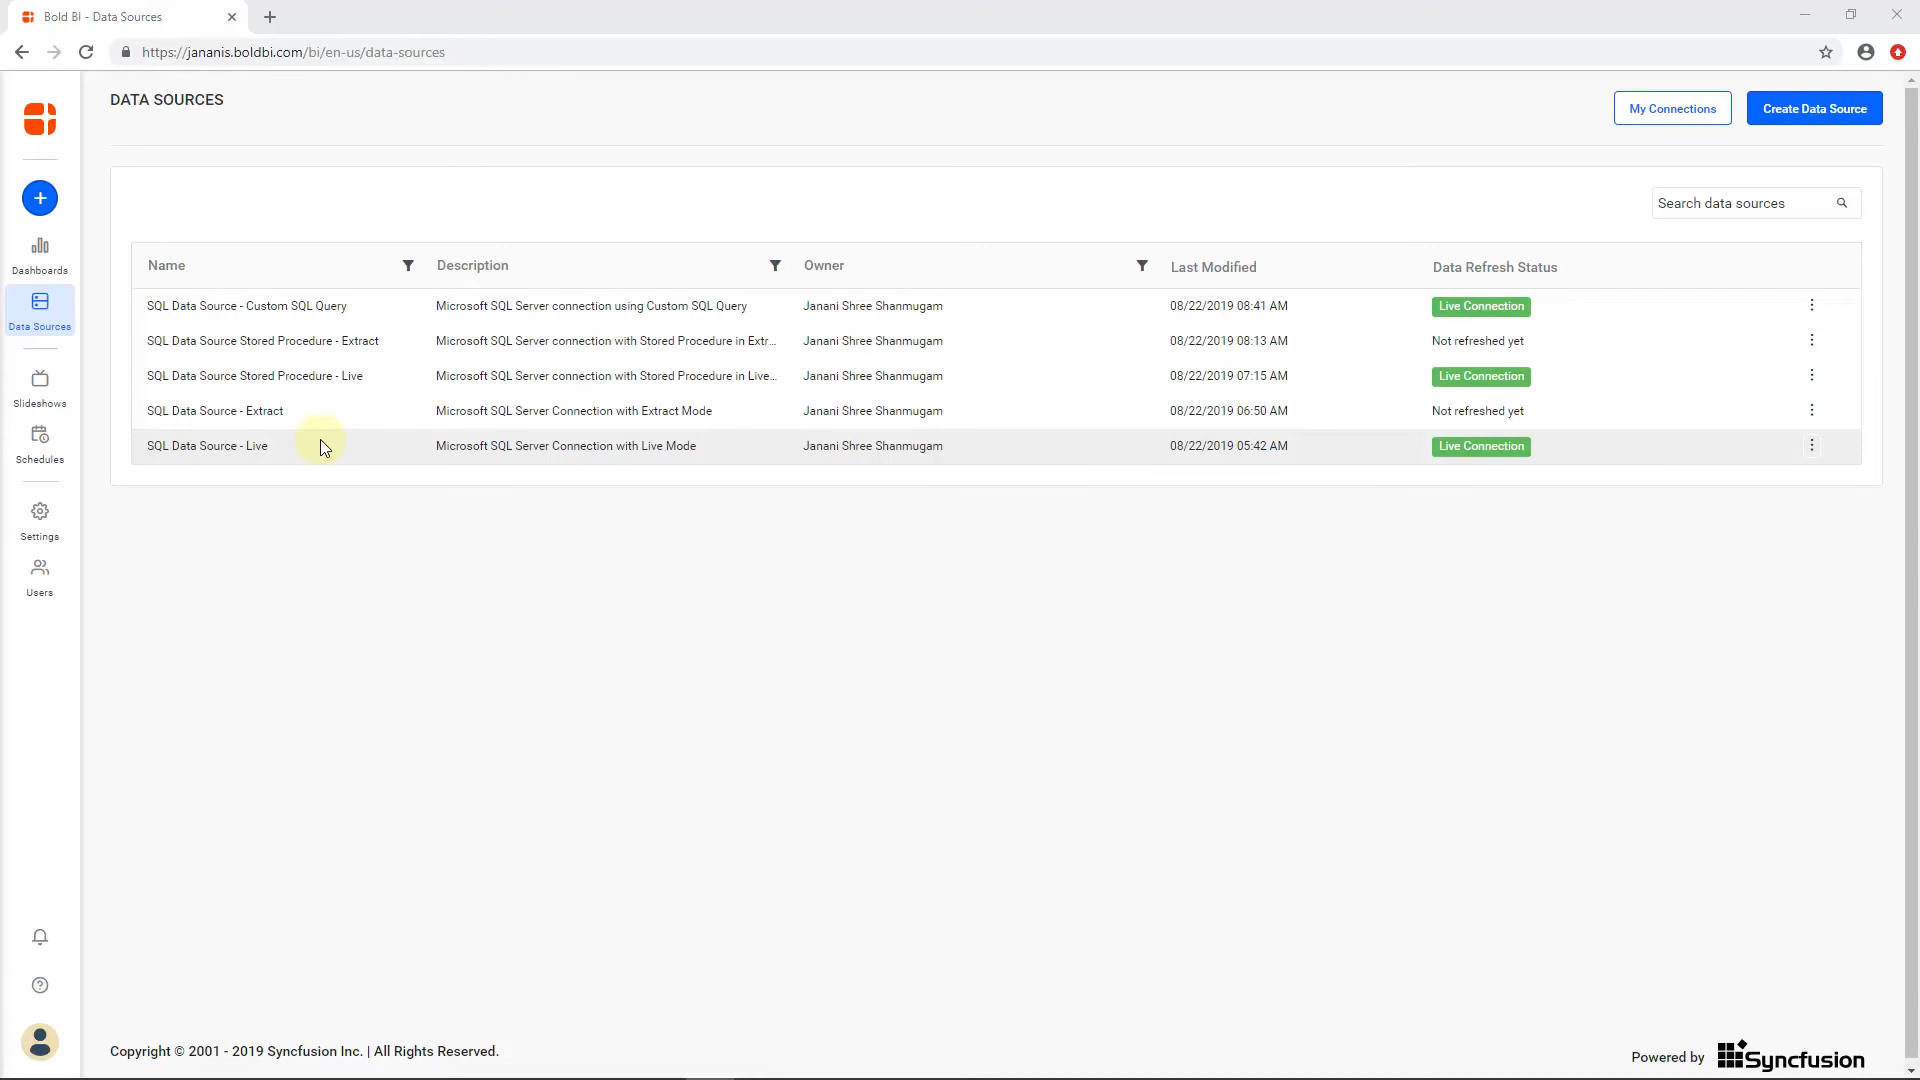 Bold BI - Data Sources
https://jananis.boldbi.com/bi/en-us/data-sources
DATA SOURCES
My Connections
Create Data Source
Search data sources
Dashboards
Data Sources
Slideshows
Schedules
Settings
Users
Name Description Owner Last Modified Data Refresh Status
SQL Data Source - Custom SQL Query Microsoft SQL Server connection using Custom SQL Query Janani Shree Shanmugam 08/22/2019 08:41 AM Live Connection
SQL Data Source Stored Procedure - Extract Microsoft SQL Server connection with Stored Procedure in Extr... Janani Shree Shanmugam 08/22/2019 08:13 AM Not refreshed yet
SQL Data Source Stored Procedure - Live Microsoft SQL Server connection with Stored Procedure in Live... Janani Shree Shanmugam 08/22/2019 07:15 AM Live Connection
SQL Data Source - Extract Microsoft SQL Server Connection with Extract Mode Janani Shree Shanmugam 08/22/2019 06:50 AM Not refreshed yet
SQL Data Source - Live Microsoft SQL Server Connection with Live Mode Janani Shree Shanmugam 08/22/2019 05:42 AM Live Connection
Copyright © 2001 - 2019 Syncfusion Inc. | All Rights Reserved.
Powered by Syncfusion